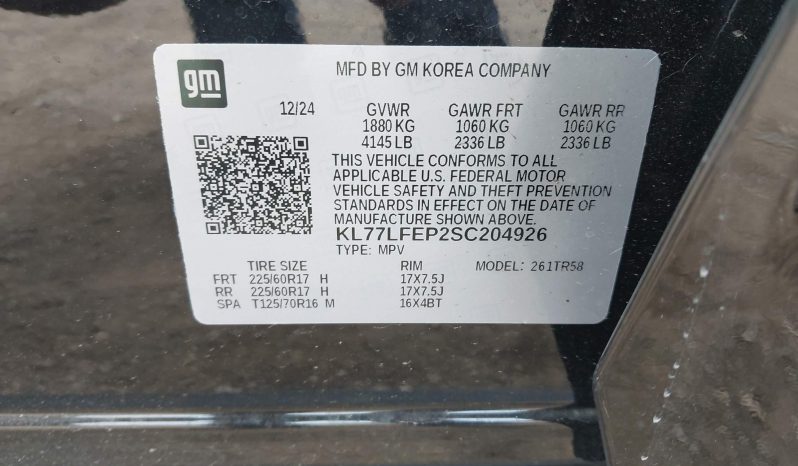 gm
MFD BY GM KOREA COMPANY
12/24 GVWR GAWR FRT GAWR RR
1880 KG 1060 KG 1060 KG
4145 LB 2336 LB 2336 LB
THIS VEHICLE CONFORMS TO ALL
APPLICABLE U.S. FEDERAL MOTOR
VEHICLE SAFETY AND THEFT PREVENTION
STANDARDS IN EFFECT ON THE DATE OF
MANUFACTURE SHOWN ABOVE.
KL77LFEP2SC204926
TYPE: MPV
TIRE SIZE RIM MODEL: 261TR58
FRT 225/60R17 H 17X7.5J
RR 225/60R17 H 17X7.5J
SPA T125/70R16 M 16X4BT